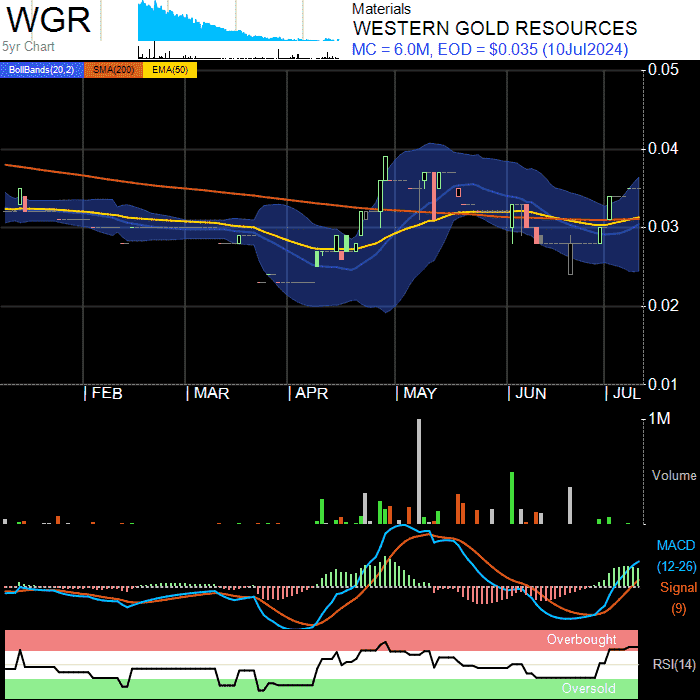 WGR
5yr Chart
Materials
WESTERN GOLD RESOURCES
MC = 6.0M, EOD = $0.035 (10Jul2024)
BollBands(20,2) SMA(200) EMA(50)
0.05
0.04
0.03
0.02
0.01
FEB MAR APR MAY JUN JUL
1M
Volume
MACD
(12-26)
Signal
(9)
Overbought
RSI(14)
Oversold